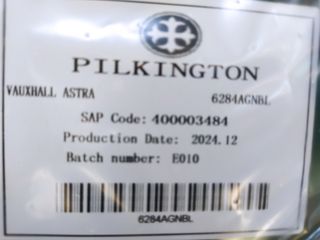 PILKINGTON
VAUXHALL ASTRA 6284AGNBL
SAP Code: 400003484
Production Date: 2024.12
Batch number: E010
6284AGNBL